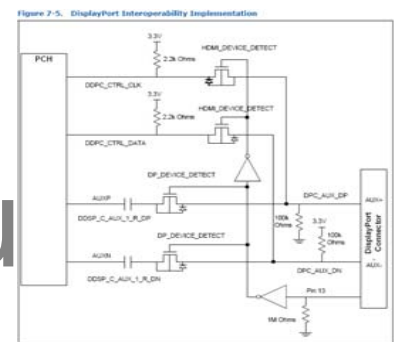 Figure 7-5. DisplayPort Interoperability Implementation
3.3V
PCH
2.2k Ohms
HDMI_DEVICE_DETECT
DDPC_CTRL_CLK
3.3V
2.2k Ohms
HDMI_DEVICE_DETECT
DDPC_CTRL_DATA
DP_DEVICE_DETECT
AUXP
DPC_AUX_DP
AUX+
DDSP_C_AUX_1_R_DP
100k
Ohms
3.3V
DP_DEVICE_DETECT
100k
Ohms
DisplayPort
Connector
AUXN
AUX-
DPC_AUX_DN
DDSP_C_AUX_1_R_DN
Pin 13
1M Ohms